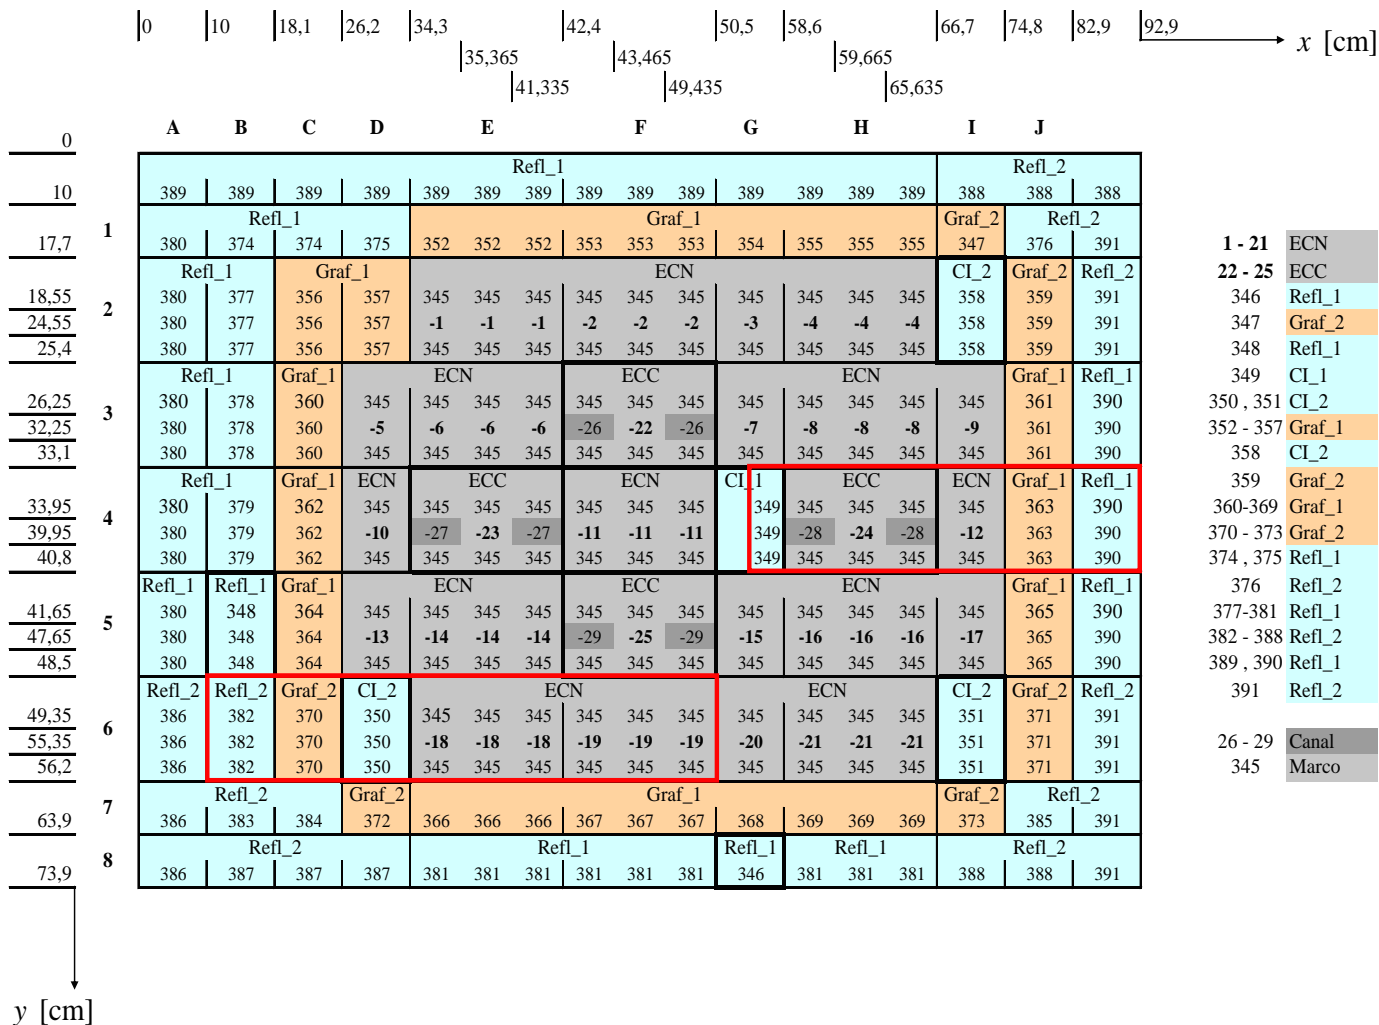 0 10 18,1 26,2 34,3 42,4 50,5 58,6 66,7 74,8 82,9 92,9 x [cm]
35,365 43,465 59,665
41,335 49,435 65,635
A B C D E F G H I J
0
Refl_1 Refl_2
10 389 389 389 389 389 389 389 389 389 389 389 389 389 389 388 388 388
1 Refl_1 Graf_1 Graf_2 Refl_2
17,7 380 374 374 375 352 352 352 353 353 353 354 355 355 355 347 376 391
1 - 21 ECN
Refl_1 Graf_1 ECN CI_2 Graf_2 Refl_2 22 - 25 ECC
18,55 380 377 356 357 345 345 345 345 345 345 345 345 345 345 358 359 391 346 Refl_1
2
24,55 380 377 356 357 -1 -1 -1 -2 -2 -2 -3 -4 -4 -4 358 359 391 347 Graf_2
25,4 380 377 356 357 345 345 345 345 345 345 345 345 345 345 358 359 391 348 Refl_1
Refl_1 Graf_1 ECN ECC ECN Graf_1 Refl_1 349 CI_1
26,25 380 378 360 345 345 345 345 345 345 345 345 345 345 345 345 361 390 350 , 351 CI_2
3
32,25 380 378 360 -5 -6 -6 -6 -26 -22 -26 -7 -8 -8 -8 -9 361 390 352 - 357 Graf_1
33,1 380 378 360 345 345 345 345 345 345 345 345 345 345 345 345 361 390 358 CI_2
Refl_1 Graf_1 ECN ECC ECN CI_1 ECC ECN Graf_1 Refl_1 359 Graf_2
33,95 380 379 362 345 345 345 345 345 345 345 349 345 345 345 345 363 390 360-369 Graf_1
4
39,95 380 379 362 -10 -27 -23 -27 -11 -11 -11 349 -28 -24 -28 -12 363 390 370 - 373 Graf_2
40,8 380 379 362 345 345 345 345 345 345 345 349 345 345 345 345 363 390 374 , 375 Refl_1
Refl_1 Refl_1 Graf_1 ECN ECC ECN Graf_1 Refl_1 376 Refl_2
41,65 380 348 364 345 345 345 345 345 345 345 345 345 345 345 345 365 390 377-381 Refl_1
5
47,65 380 348 364 -13 -14 -14 -14 -29 -25 -29 -15 -16 -16 -16 -17 365 390 382 - 388 Refl_2
48,5 380 348 364 345 345 345 345 345 345 345 345 345 345 345 345 365 390 389 , 390 Refl_1
Refl_2 Refl_2 Graf_2 CI_2 ECN ECN CI_2 Graf_2 Refl_2 391 Refl_2
49,35 386 382 370 350 345 345 345 345 345 345 345 345 345 345 351 371 391
6
55,35 386 382 370 350 -18 -18 -18 -19 -19 -19 -20 -21 -21 -21 351 371 391 26 - 29 Canal
56,2 386 382 370 350 345 345 345 345 345 345 345 345 345 345 351 371 391 345 Marco
Refl_2 Graf_2 Graf_1 Graf_2 Refl_2
7
63,9 386 383 384 372 366 366 366 367 367 367 368 369 369 369 373 385 391
Refl_2 Refl_1 Refl_1 Refl_1 Refl_2
8
73,9 386 387 387 387 381 381 381 381 381 381 346 381 381 381 388 388 391
y [cm]